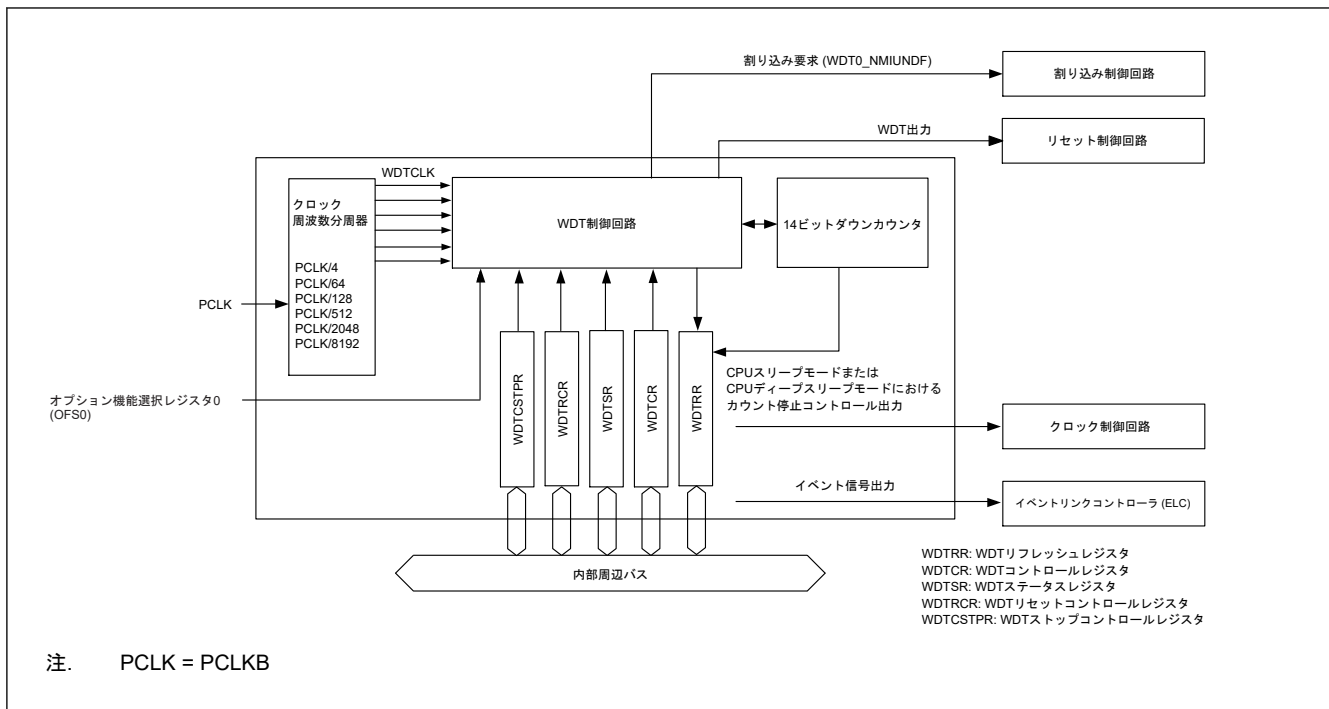 割り込み要求 (WDT0_NMIUNDF)
割り込み制御回路
WDT出力
リセット制御回路
WDTCLK
クロック
周波数分周器
PCLK/4
PCLK/64
PCLK/128
PCLK/512
PCLK/2048
PCLK/8192
WDT制御回路
14ビットダウンカウンタ
PCLK
オプション機能選択レジスタ0
(OFS0)
WDTCSTPR
WDTRCR
WDTSR
WDTCR
WDTRR
CPUスリープモードまたは
CPUディープスリープモードにおける
カウント停止コントロール出力
クロック制御回路
イベント信号出力
イベントリンクコントローラ (ELC)
内部周辺バス
WDTRR: WDTリフレッシュレジスタ
WDTCR: WDTコントロールレジスタ
WDTSR: WDTステータスレジスタ
WDTRCR: WDTリセットコントロールレジスタ
WDTCSTPR: WDTストップコントロールレジスタ
注. PCLK = PCLKB